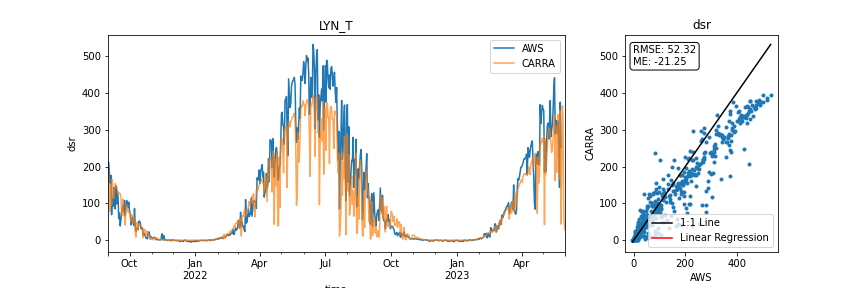 LYN_T
dsr
500
400
300
200
100
0
AWS
CARRA
dsr
Oct
Jan
2022
Apr
Jul
Oct
Jan
2023
Apr
time
dsr
RMSE: 52.32
ME: -21.25
CARRA
500
400
300
200
100
0
1:1 Line
Linear Regression
0
200
400
AWS